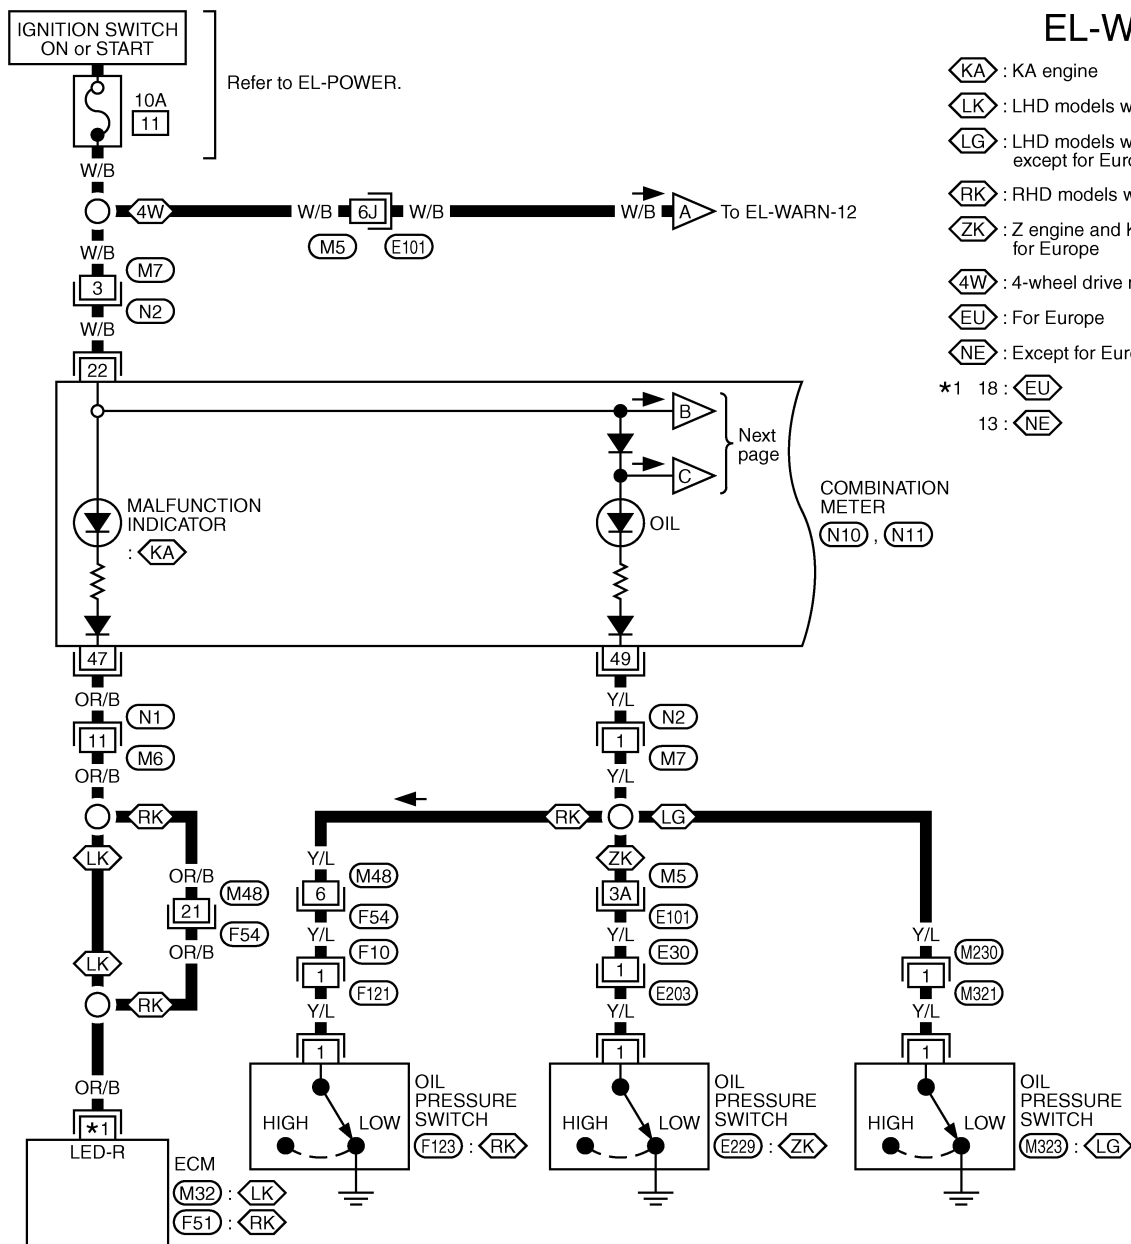 IGNITION SWITCH
ON or START
Refer to EL-POWER.
10A
11
W/B
4W
W/B
6J
W/B
W/B
A
To EL-WARN-12
M5
E101
W/B
M7
3
N2
W/B
22
B
C
Next
page
MALFUNCTION
INDICATOR
: KA
OIL
COMBINATION
METER
N10 , N11
47
49
OR/B
Y/L
N1
N2
11
1
M6
M7
OR/B
Y/L
RK
RK
LG
LK
Y/L
ZK
OR/B
M48
M48
M5
21
6
3A
F54
F54
E101
OR/B
Y/L
Y/L
Y/L
F10
E30
M230
LK
1
1
1
F121
E203
M321
RK
Y/L
Y/L
Y/L
1
1
1
OR/B
*1
LED-R
ECM
M32 : LK
F51 : RK
HIGH
LOW
OIL
PRESSURE
SWITCH
F123 : RK
HIGH
LOW
OIL
PRESSURE
SWITCH
E229 : ZK
HIGH
LOW
OIL
PRESSURE
SWITCH
M323 : LG
KA : KA engine
LK : LHD models
LG : LHD models
except for
RK : RHD models
ZK : Z engine and
for Europe
4W : 4-wheel drive
EU : For Europe
NE : Except for
*1 18 : EU
13 : NE